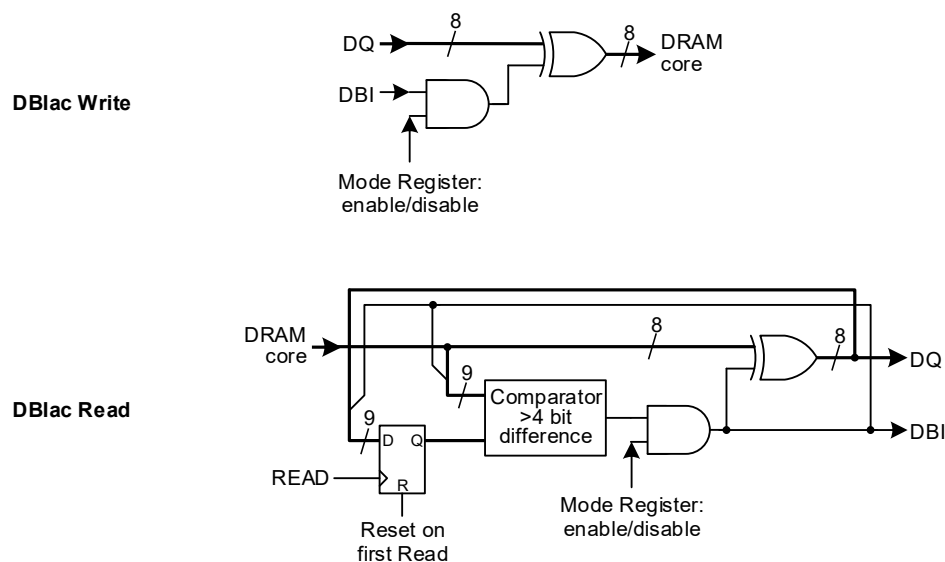 DBIac Write
DQ
8
8
DRAM
core
DBI
Mode Register:
enable/disable
DBIac Read
DRAM
core
8
8
DQ
9
Comparator
>4 bit
difference
9
D Q
R
READ
DBI
Mode Register:
enable/disable
Reset on
first Read